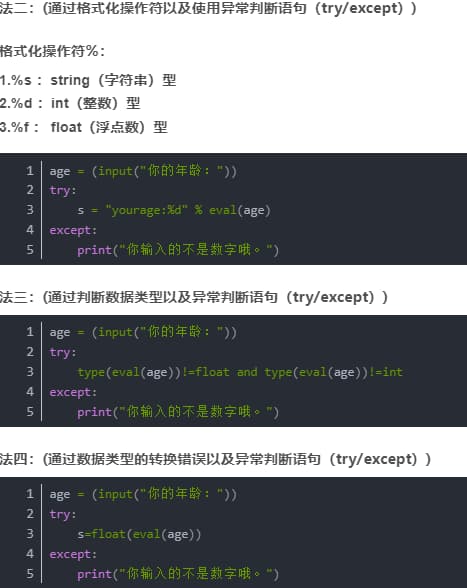 法二:(通过格式化操作符以及使用异常判断语句（try/except）)
格式化操作符%：
1.%s ：string（字符串）型
2.%d ：int（整数）型
3.%f ： float（浮点数）型
1 age = (input("你的年龄："))
2 try:
3     s = "yourage:%d" % eval(age)
4 except:
5     print("你输入的不是数字哦。")
法三：(通过判断数据类型以及异常判断语句（try/except）)
1 age = (input("你的年龄："))
2 try:
3     type(eval(age))!=float and type(eval(age))!=int
4 except:
5     print("你输入的不是数字哦。")
法四：(通过数据类型的转换错误以及异常判断语句（try/except）)
1 age = (input("你的年龄："))
2 try:
3     s=float(eval(age))
4 except:
5     print("你输入的不是数字哦。")